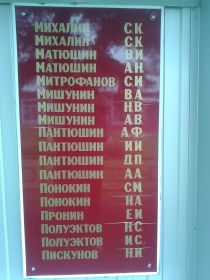 МИХАЛИН С.К.
МИХАЛИН С.К.
МАТЮШИН В.И.
МАТЮШИН А.Н.
МИТРОФАНОВ С.И.
МИШУНИН В.А.
МИШУНИН Н.В.
МИШУНИН А.В.
ПАНТЮШИН А.Ф.
ПАНТЮШИН И.И.
ПАНТЮШИН Д.П.
ПАНТЮШИН А.А.
ПОНОКИН С.М.
ПОНОКИН Н.А.
ПРОНИН Е.И.
ПОЛУЭКТОВ Н.С.
ПОЛУЭКТОВ И.С.
ПИСКУНОВ Н.И.